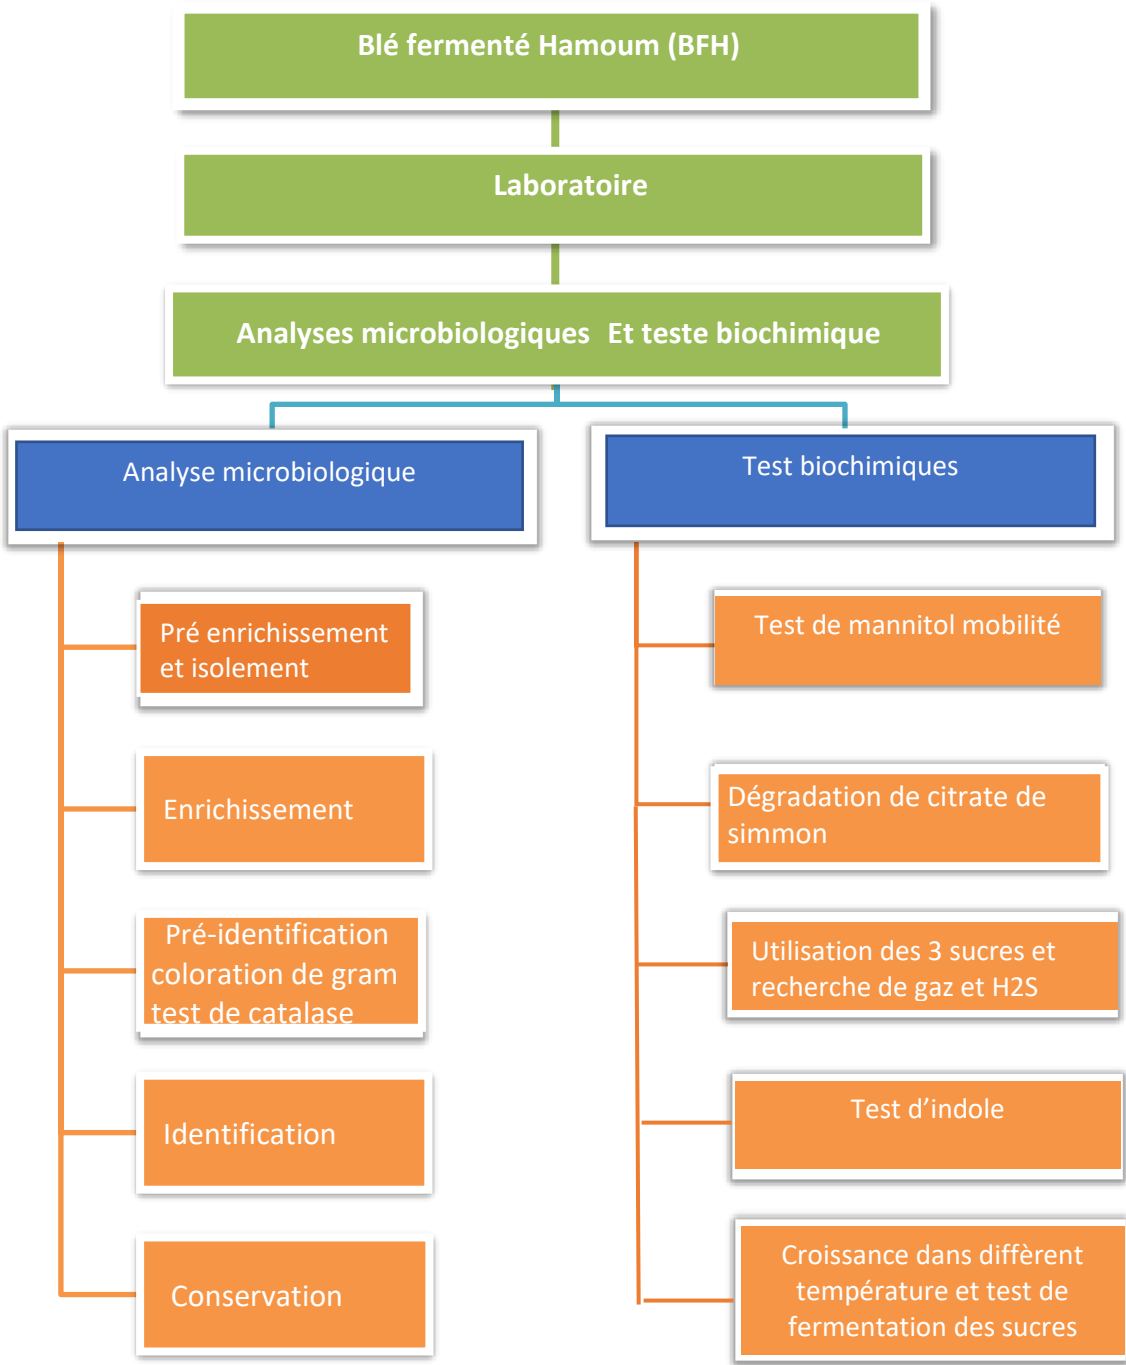 Blé fermenté Hamoum (BFH)
Laboratoire
Analyses microbiologiques Et teste biochimique
Analyse microbiologique
Pré enrichissement
et isolement
Enrichissement
Pré-identification
coloration de gram
test de catalase
Identification
Conservation
Test biochimiques
Test de mannitol mobilité
Dégradation de citrate de
simmon
Utilisation des 3 sucres et
recherche de gaz et H2S
Test d’indole
Croissance dans diffèrent
température et test de
fermentation des sucres